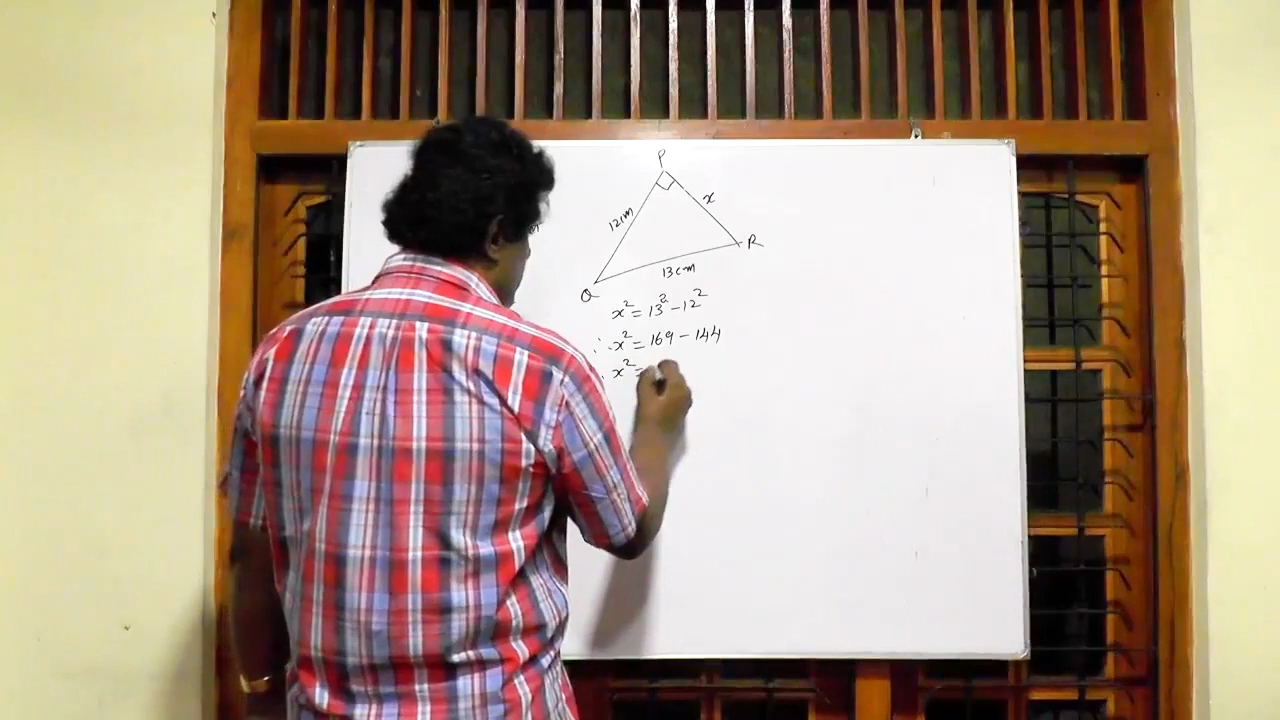 P
12cm
x
R
13cm
Q
x² = 13² - 12²
∴ x² = 169 - 144
x² =